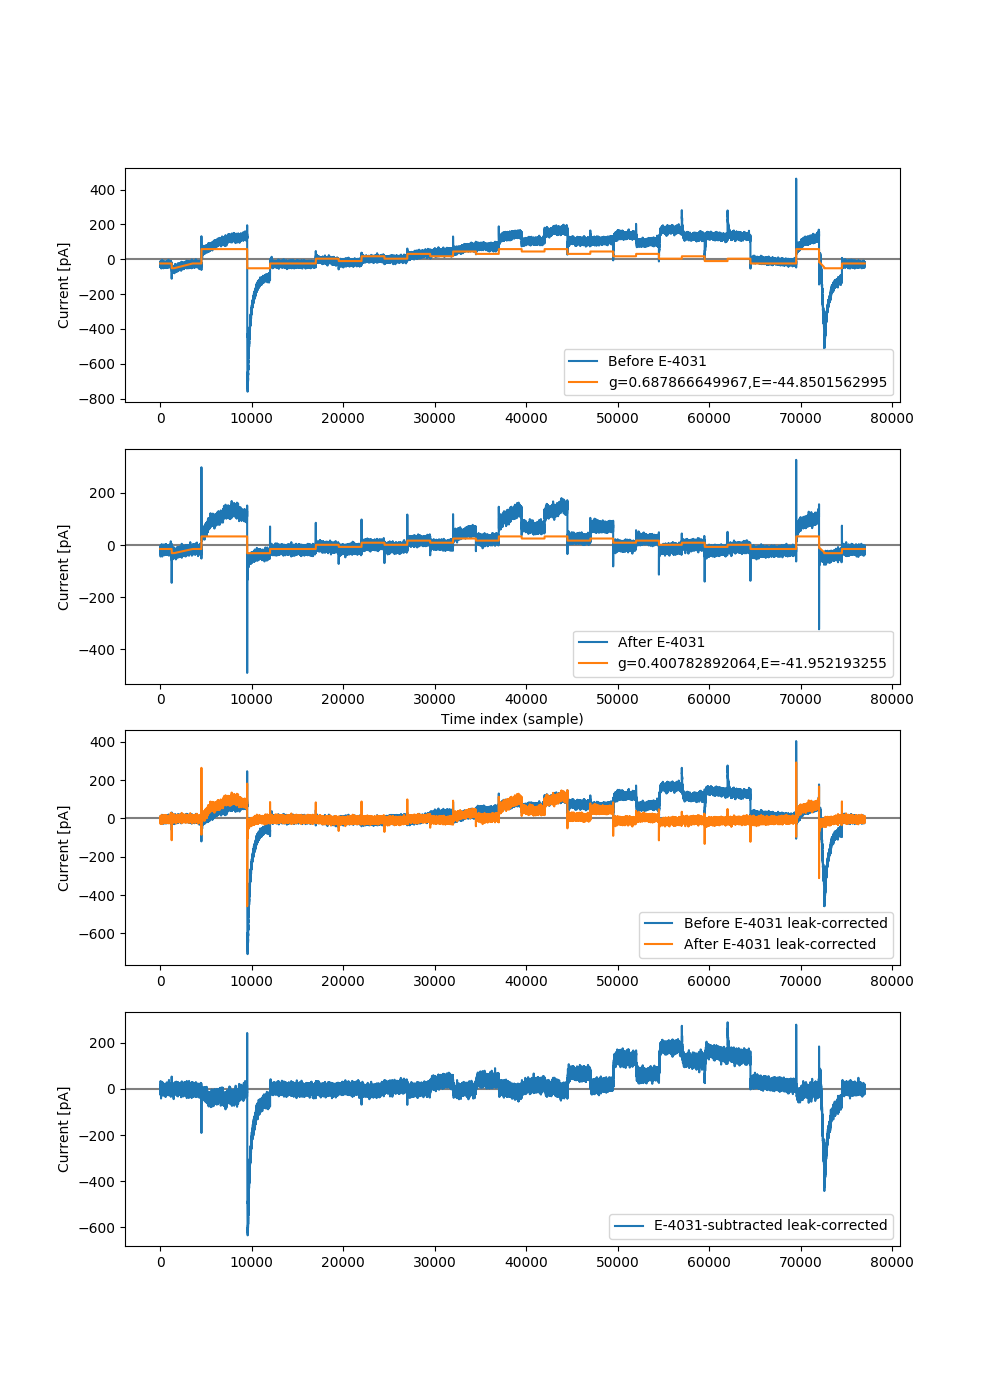 400
200
0
−200
−400
−600
−800
Current [pA]
Before E-4031
g=0.687866649967,E=-44.8501562995
0 10000 20000 30000 40000 50000 60000 70000 80000
200
0
−200
−400
Current [pA]
After E-4031
g=0.400782892064,E=-41.952193255
0 10000 20000 30000 40000 50000 60000 70000 80000
Time index (sample)
400
200
0
−200
−400
−600
Current [pA]
Before E-4031 leak-corrected
After E-4031 leak-corrected
0 10000 20000 30000 40000 50000 60000 70000 80000
200
0
−200
−400
−600
Current [pA]
E-4031-subtracted leak-corrected
0 10000 20000 30000 40000 50000 60000 70000 80000